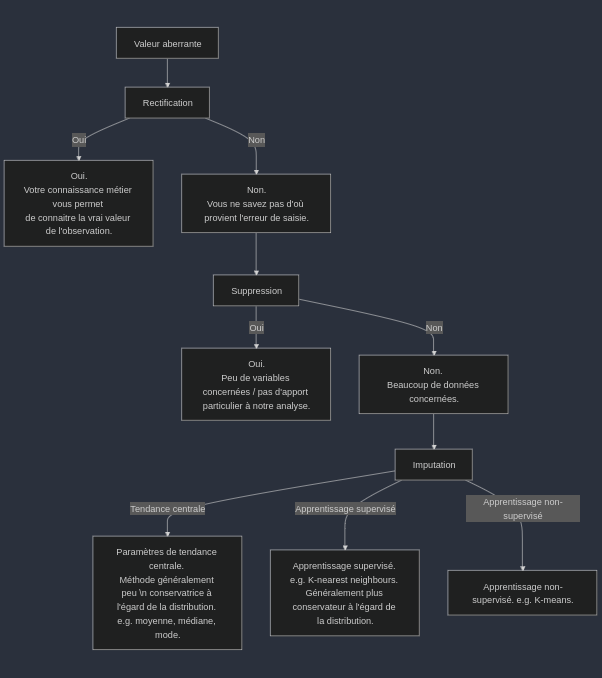 Valeur aberrante
Rectification
Oui
Non
Oui.
Votre connaissance métier
vous permet
de connaitre la vrai valeur
de l'observation.
Non.
Vous ne savez pas d'où
provient l'erreur de saisie.
Suppression
Oui
Non
Oui.
Peu de variables
concernées / pas d'apport
particulier à notre analyse.
Non.
Beaucoup de données
concernées.
Imputation
Tendance centrale
Apprentissage supervisé
Apprentissage non-
supervisé
Paramètres de tendance
centrale.
Méthode généralement
peu \n conservatrice à
l'égard de la distribution.
e.g. moyenne, médiane,
mode.
Apprentissage supervisé.
e.g. K-nearest neighbours.
Généralement plus
conservateur à l'égard de
la distribution.
Apprentissage non-
supervisé. e.g. K-means.